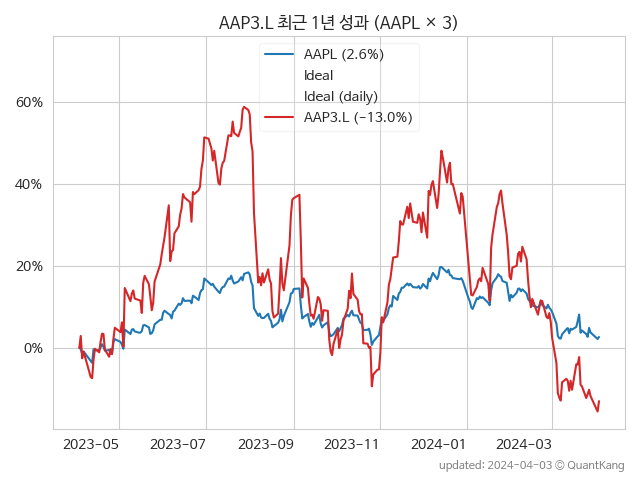 AAP3.L 최근 1년 성과 (AAPL × 3)
AAPL (2.6%)
Ideal
Ideal (daily)
AAP3.L (−13.0%)
60%
40%
20%
0%
2023-05 2023-07 2023-09 2023-11 2024-01 2024-03
updated: 2024-04-03 © QuantKang